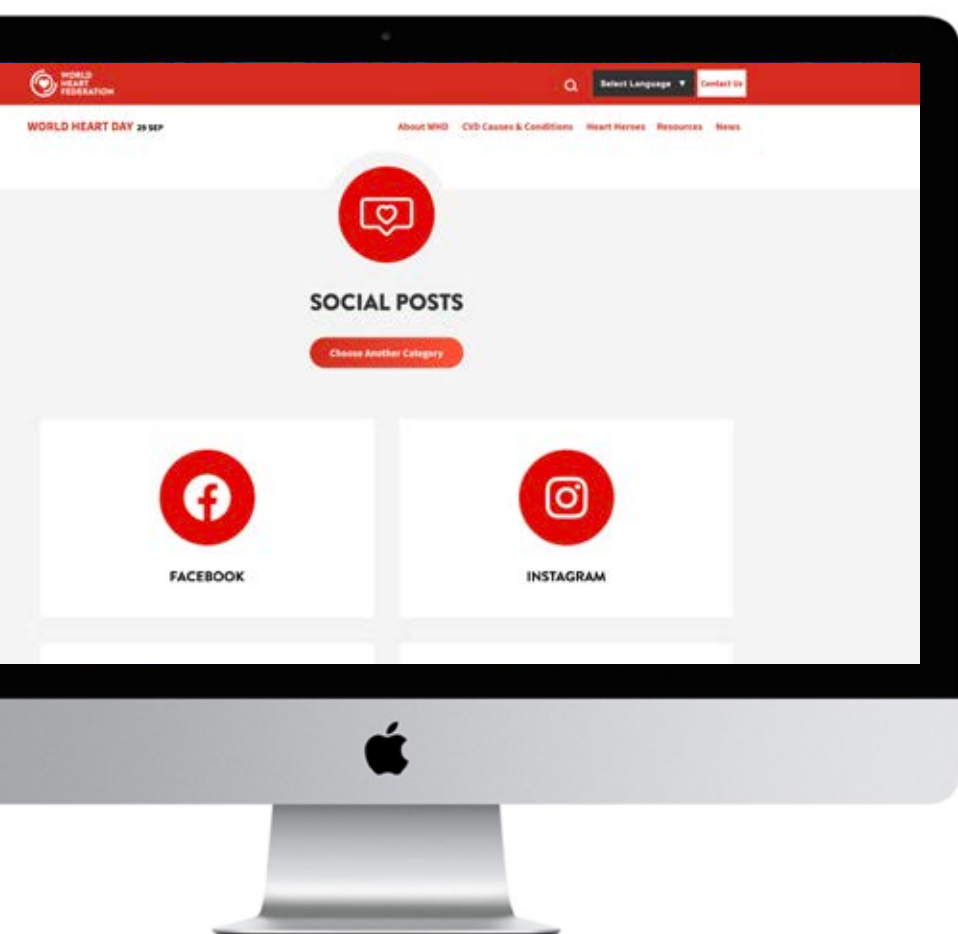 WORLD
HEART
FEDERATION
Select Language ▼
Contact Us
WORLD HEART DAY 29 SEP
About WHD CVD Causes & Conditions Heart Heroes Resources News
SOCIAL POSTS
Choose Another Category
FACEBOOK
INSTAGRAM